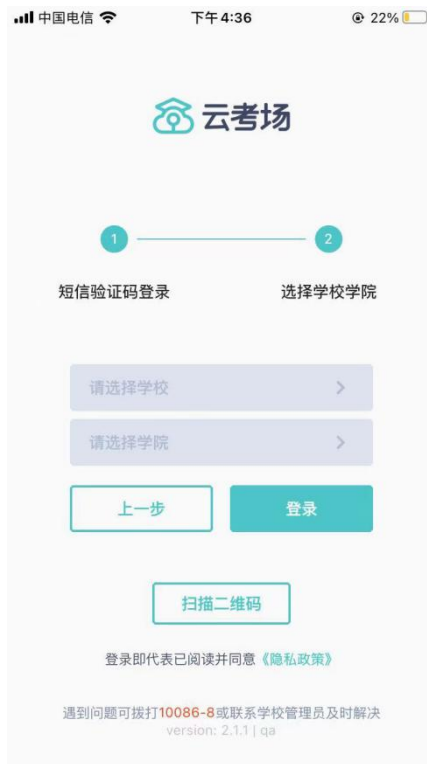 中国电信 下午4:36 22%
云考场
1 2
短信验证码登录 选择学校学院
请选择学校
请选择学院
上一步 登录
扫描二维码
登录即代表已阅读并同意《隐私政策》
遇到问题可拨打10086-8或联系学校管理员及时解决
version: 2.1.1 | qa